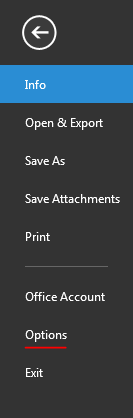 Info
Open & Export
Save As
Save Attachments
Print
Office Account
Options
Exit